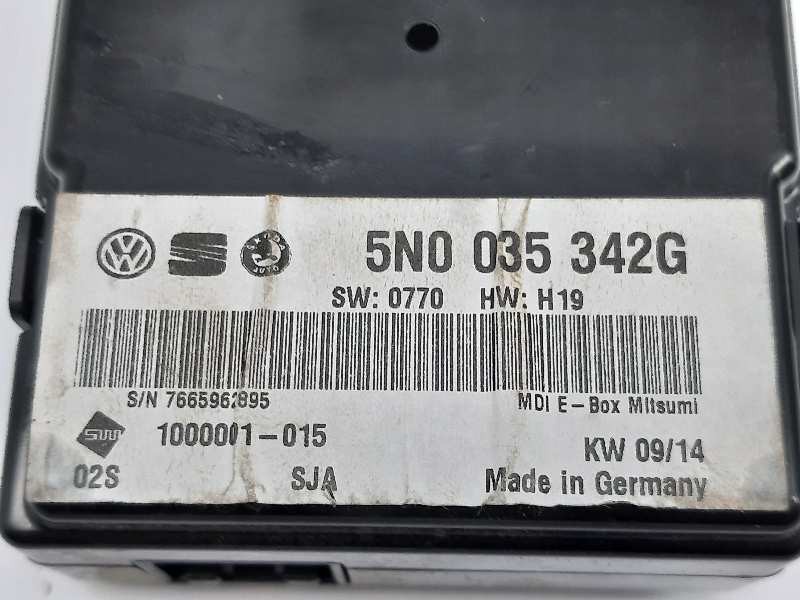 5N0 035 342G
SW: 0770 HW: H19
S/N 7665962895
MDI E-Box Mitsumi
1000001-015
KW 09/14
02S SJA Made in Germany